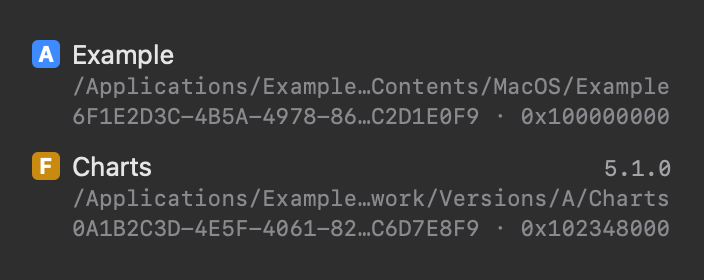 A Example
/Applications/Example…Contents/MacOS/Example
6F1E2D3C-4B5A-4978-86…C2D1E0F9 · 0x100000000
F Charts 5.1.0
/Applications/Example…work/Versions/A/Charts
0A1B2C3D-4E5F-4061-82…C6D7E8F9 · 0x102348000